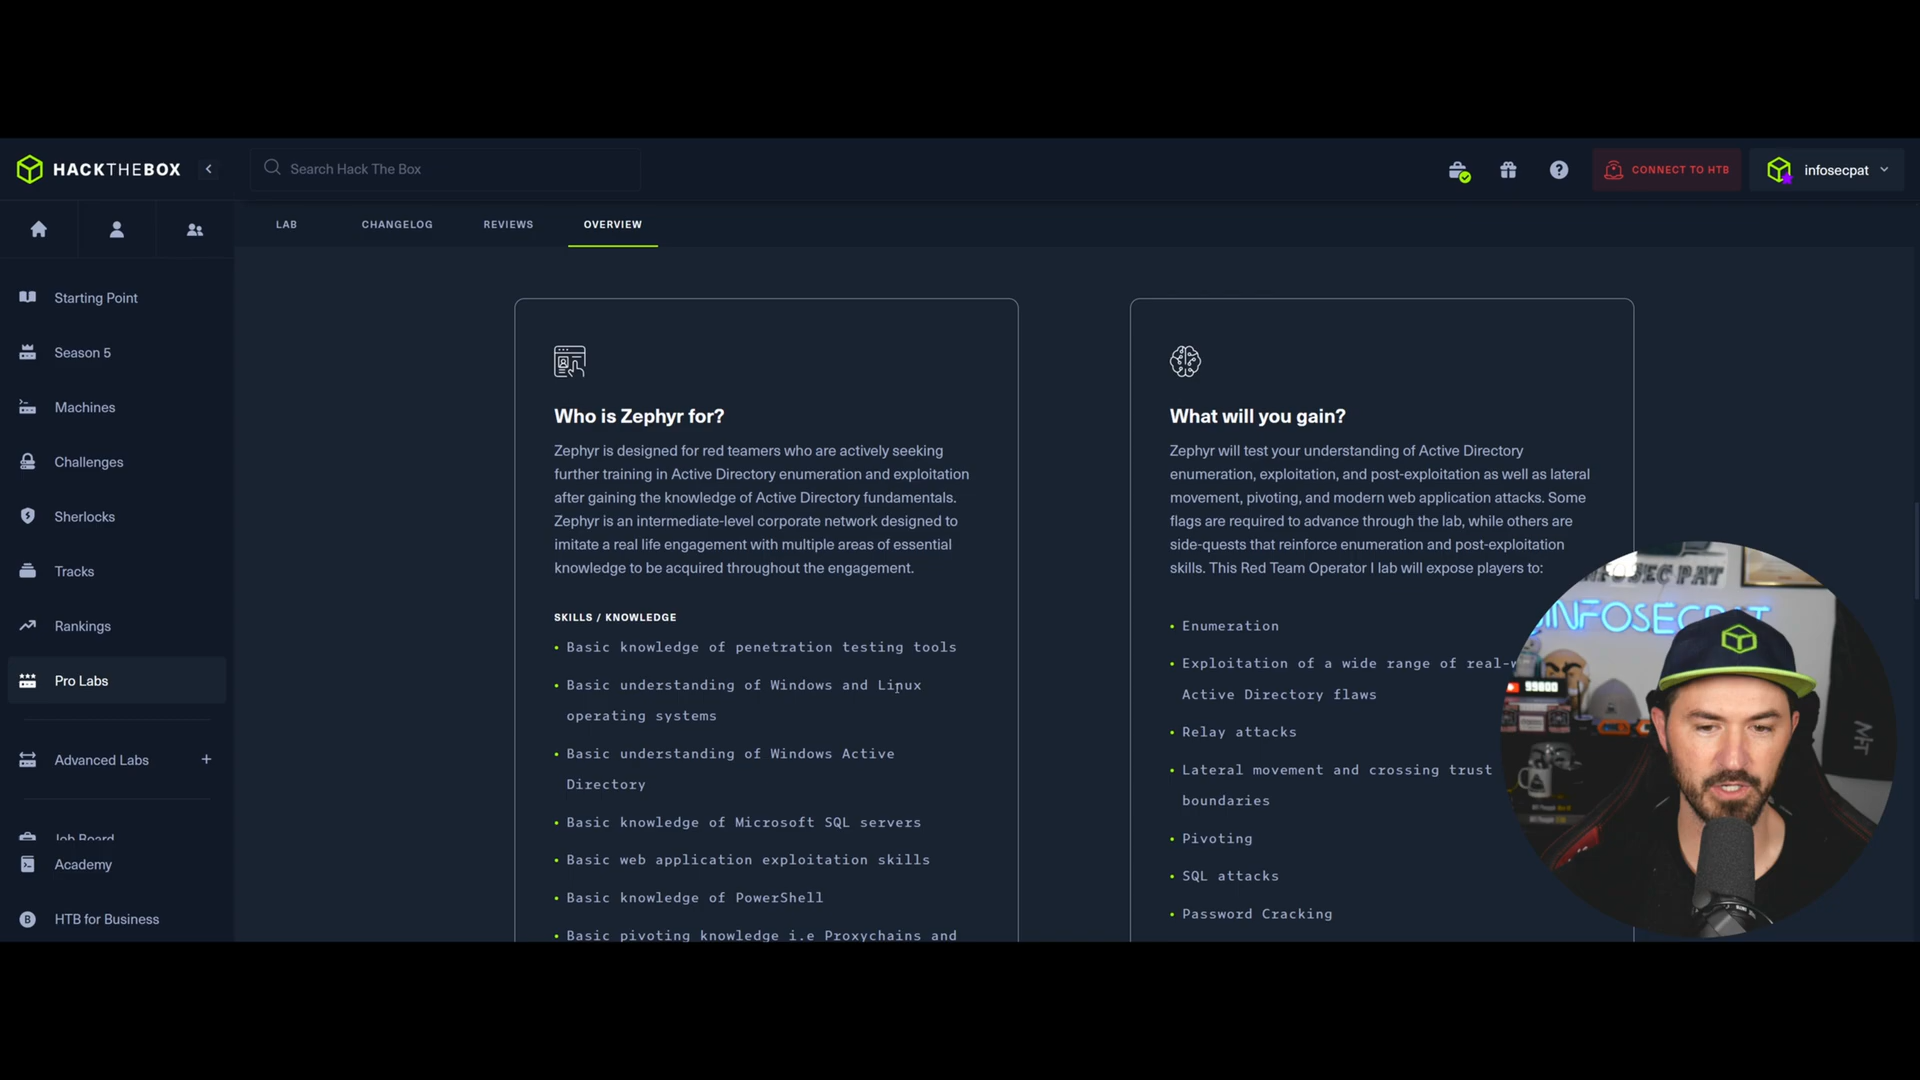 HACKTHEBOX
Search Hack The Box
CONNECT TO HTB
infosecpat
LAB
CHANGELOG
REVIEWS
OVERVIEW
Starting Point
Season 5
Machines
Challenges
Sherlocks
Tracks
Rankings
Pro Labs
Advanced Labs +
Job Board
Academy
HTB for Business
Who is Zephyr for?
Zephyr is designed for red teamers who are actively seeking
further training in Active Directory enumeration and exploitation
after gaining the knowledge of Active Directory fundamentals.
Zephyr is an intermediate-level corporate network designed to
imitate a real life engagement with multiple areas of essential
knowledge to be acquired throughout the engagement.
SKILLS / KNOWLEDGE
• Basic knowledge of penetration testing tools
• Basic understanding of Windows and Linux
operating systems
• Basic understanding of Windows Active
Directory
• Basic knowledge of Microsoft SQL servers
• Basic web application exploitation skills
• Basic knowledge of PowerShell
• Basic pivoting knowledge i.e Proxychains and
What will you gain?
Zephyr will test your understanding of Active Directory
enumeration, exploitation, and post-exploitation as well as lateral
movement, pivoting, and modern web application attacks. Some
flags are required to advance through the lab, while others are
side-quests that reinforce enumeration and post-exploitation
skills. This Red Team Operator I lab will expose players to:
• Enumeration
• Exploitation of a wide range of real-w
Active Directory flaws
• Relay attacks
• Lateral movement and crossing trust
boundaries
• Pivoting
• SQL attacks
• Password Cracking
INFOSEC PAT
INFOSECPAT
99800